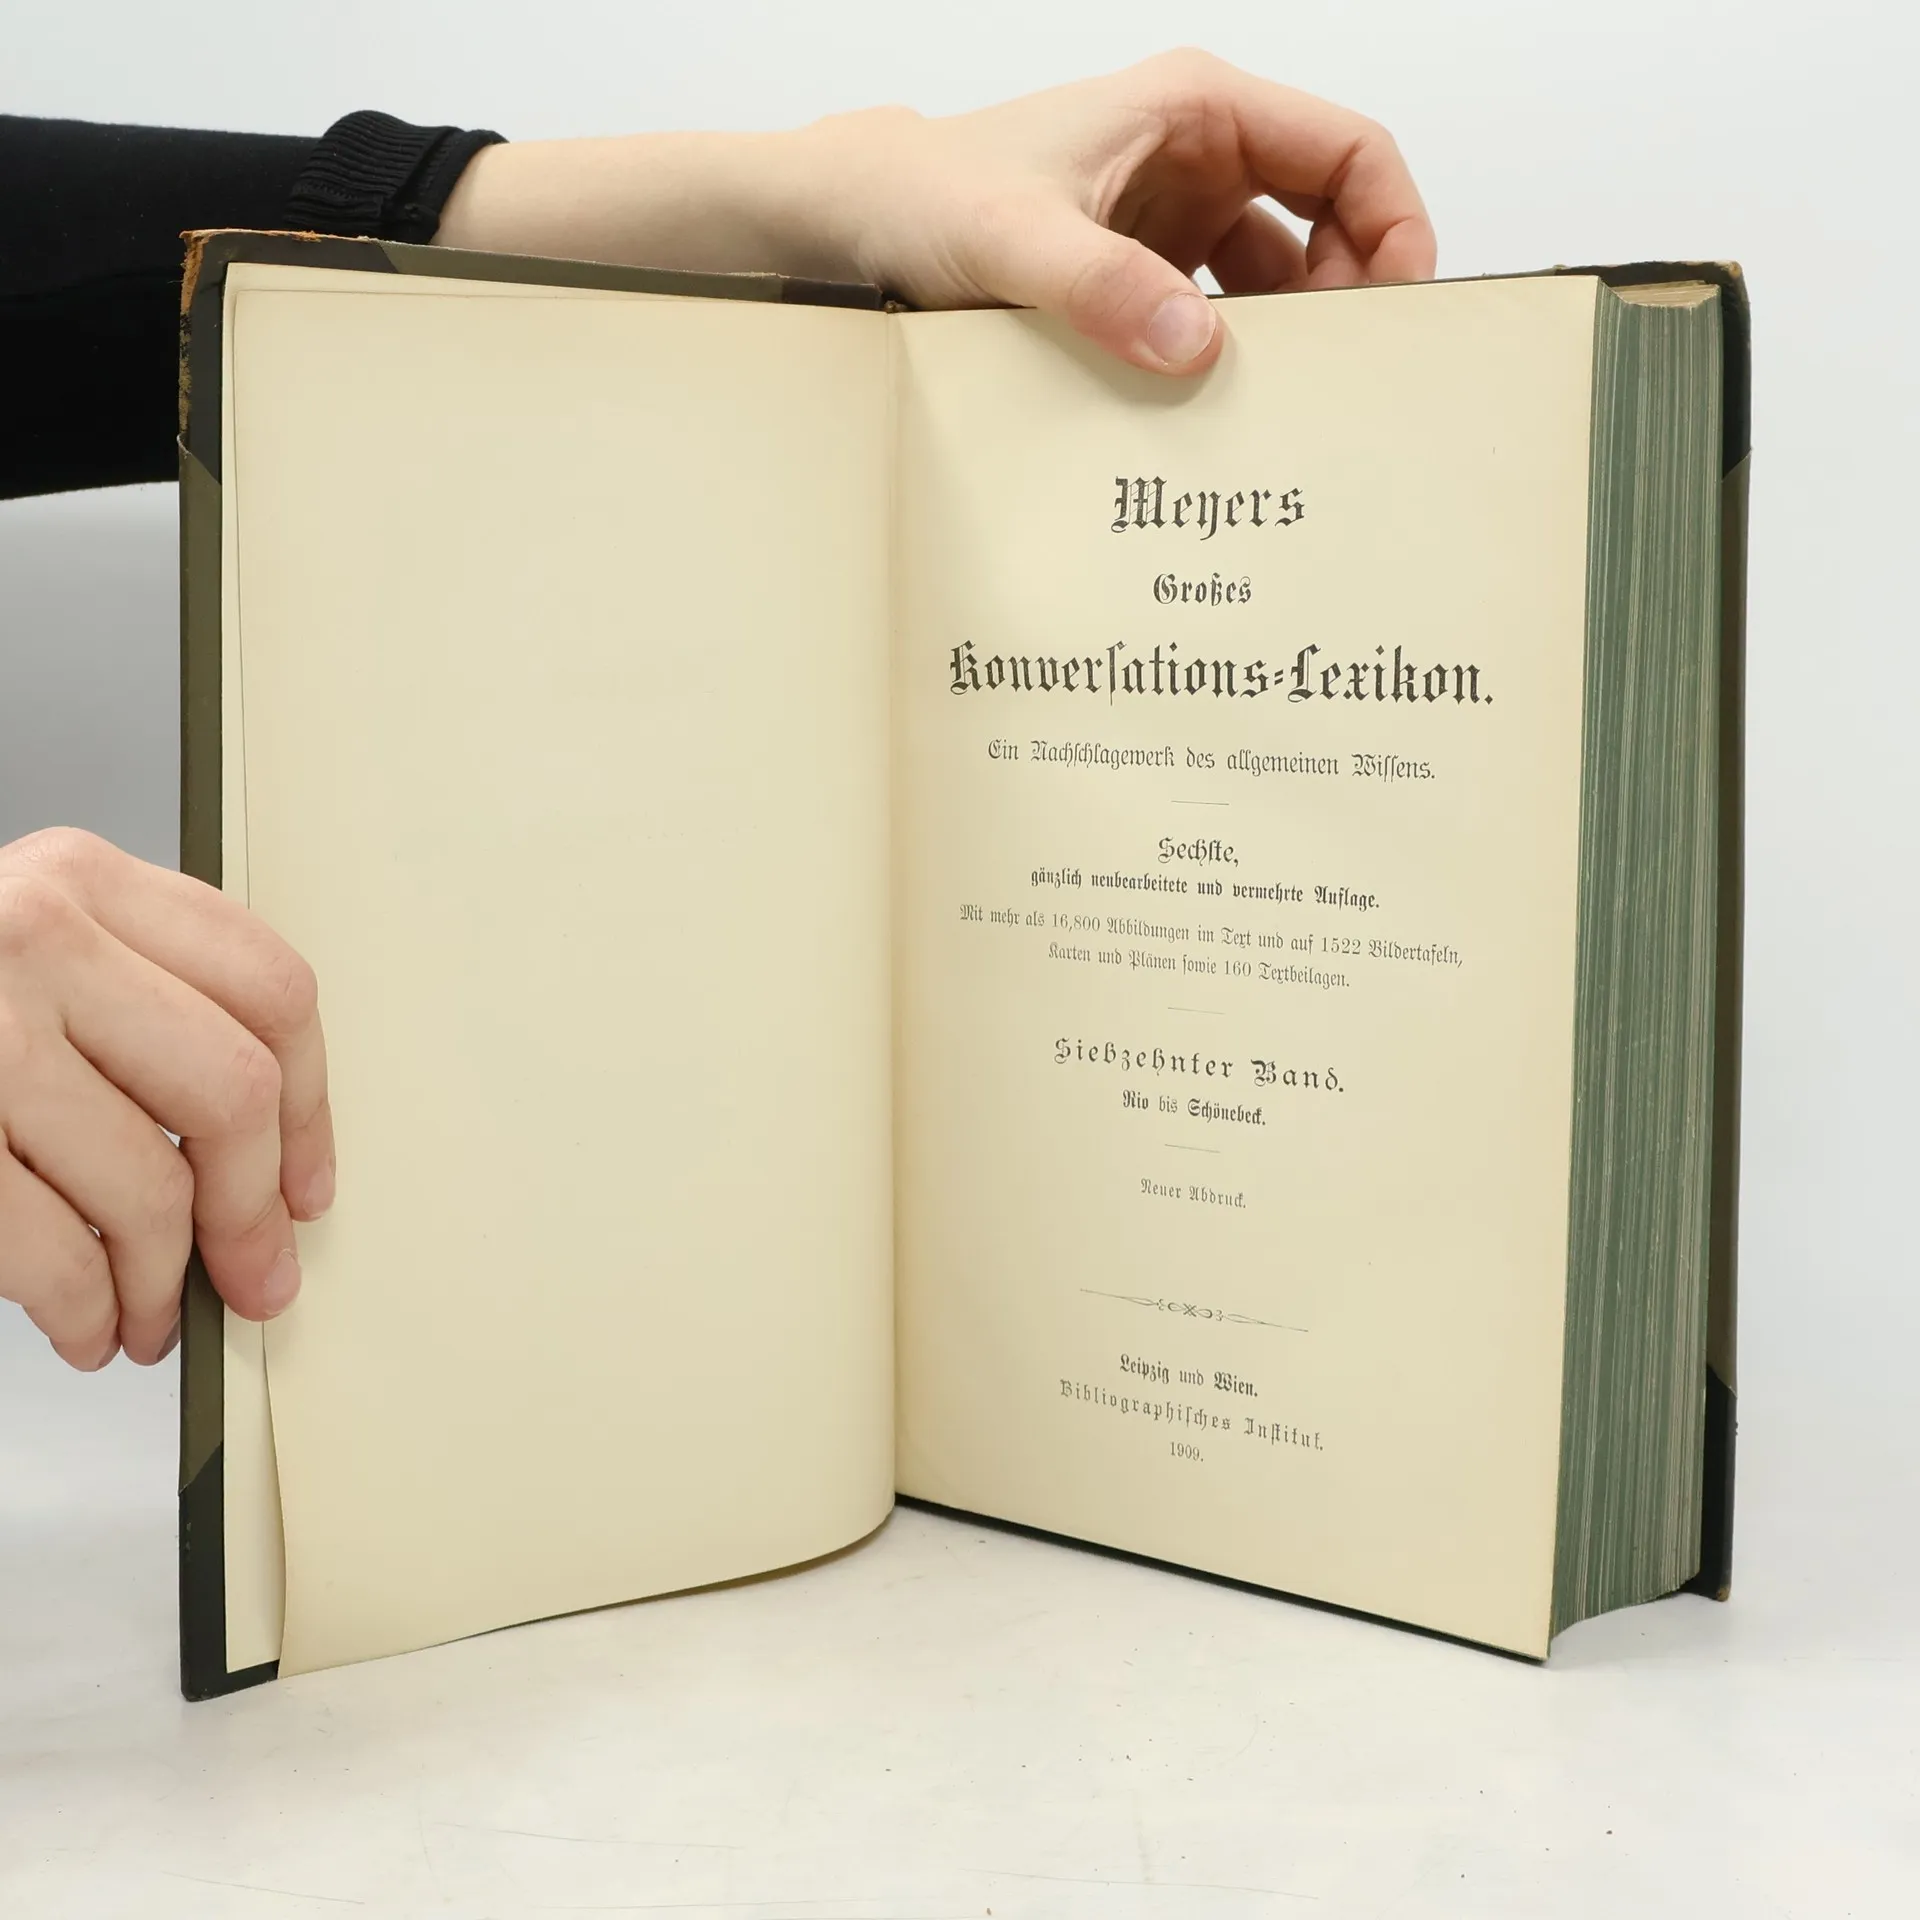 Meyers
Großes
Konverſations=Lexikon.
Ein Nachſchlagewerk des allgemeinen Wiſſens.
Sechſte,
gänzlich neubearbeitete und vermehrte Auflage.
Mit mehr als 16,800 Abbildungen im Text und auf 1522 Bildertafeln,
Karten und Plänen ſowie 160 Textbeilagen.
Siebzehnter Band.
Rio bis Schönebeck.
Neuer Abdruck.
Leipzig und Wien.
Bibliographiſches Inſtitut.
1909.